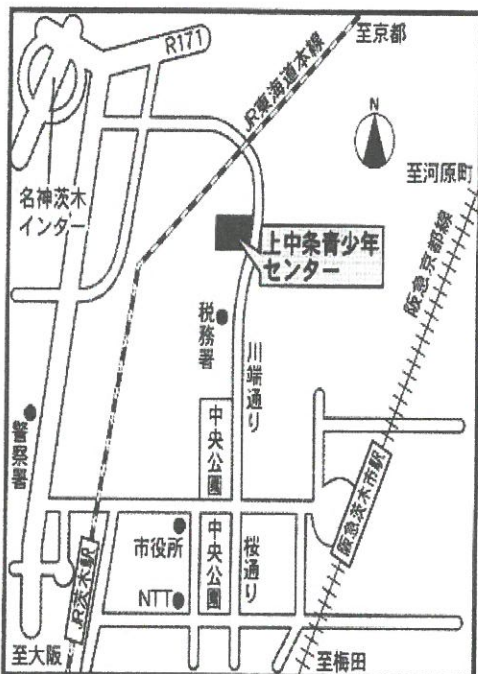 R171
至京都
JR東海道本線
N
至河原町
名神茨木
インター
上中条青少年
センター
阪急京都線
税務署
川端通り
警察署
中央公園
阪急茨木市駅
市役所
中央公園
桜通り
NTT
JR茨木駅
至大阪
至梅田